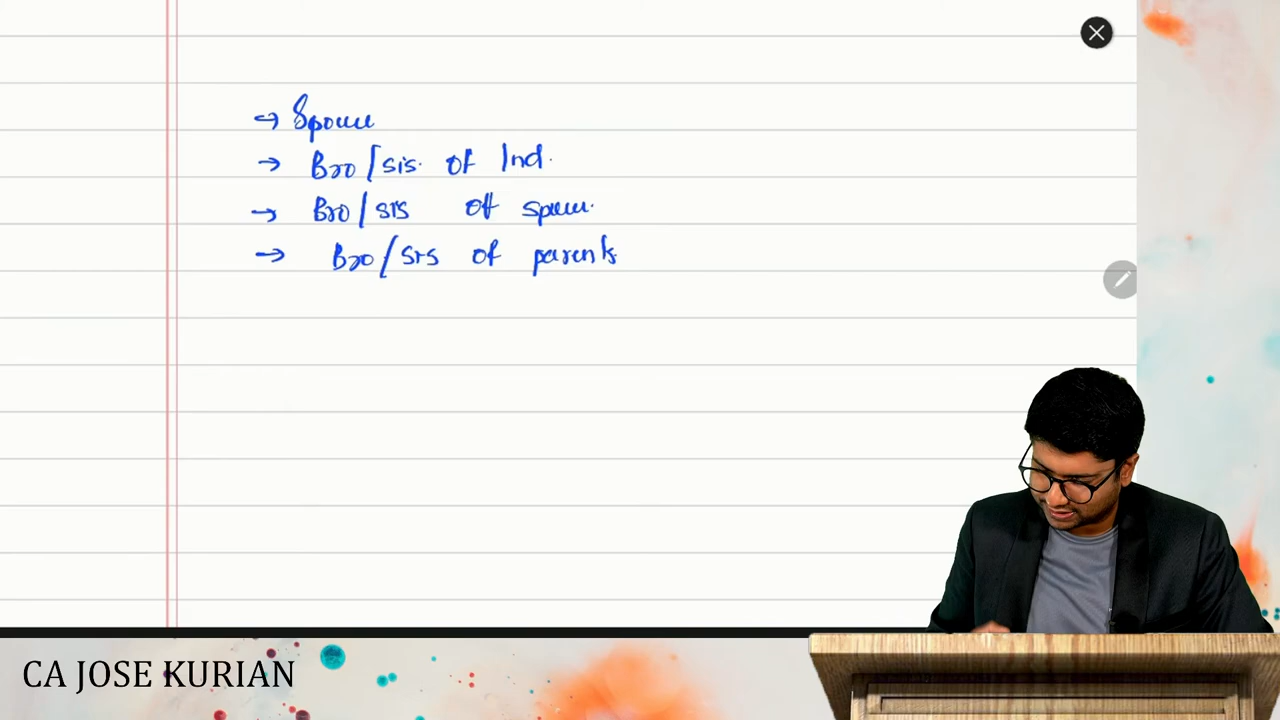 → Spouse
→ Bro/sis. of Ind.
→ Bro/sis of spouse.
→ Bro/sis of parents
CA JOSE KURIAN